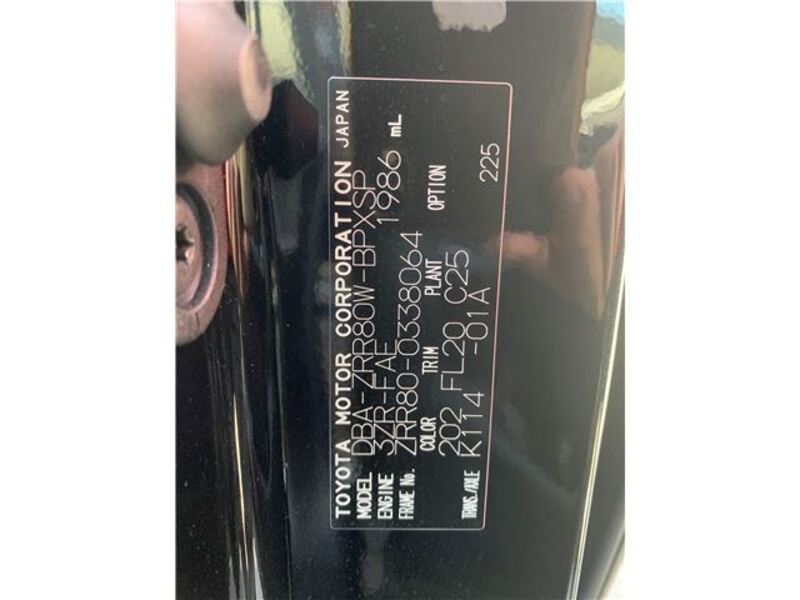 TOYOTA MOTOR CORPORATION JAPAN
MODEL DBA-ZRR80W-BPXSP
ENGINE 3ZR-FAE 1986 mL
FRAME No. ZRR80-0338064
COLOR TRIM PLANT OPTION
202 FL20 C25
TRANS./AXLE K114 -01A 225